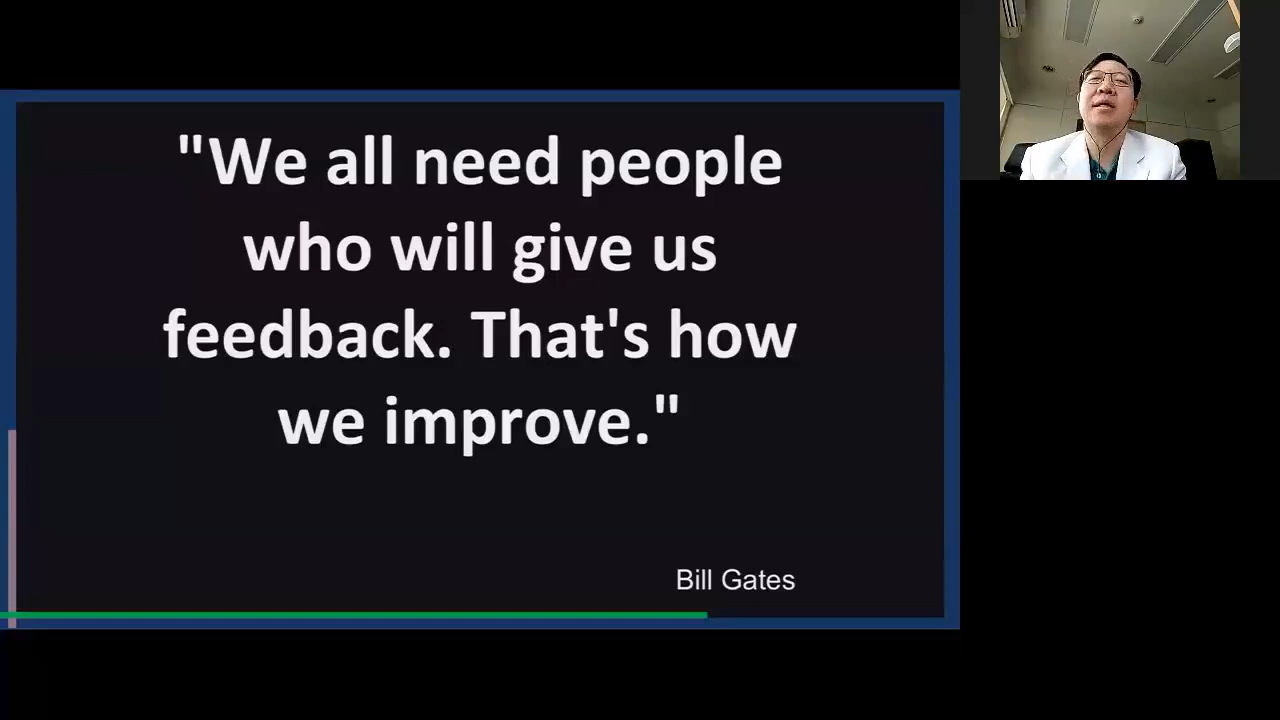 "We all need people
who will give us
feedback. That's how
we improve."
Bill Gates